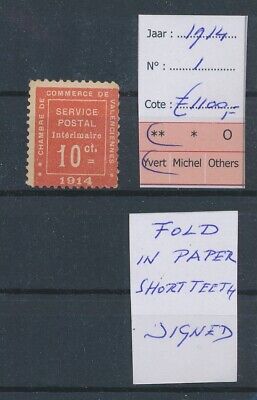 CHAMBRE DE COMMERCE DE VALENCIENNES
SERVICE
POSTAL
Intérimaire
10 ct.
1914
Jaar : 1914
N° : 1
Cote : € 1100,-
** * O
Yvert Michel Others
FOLD
IN PAPER
SHORT TEETH
SIGNED